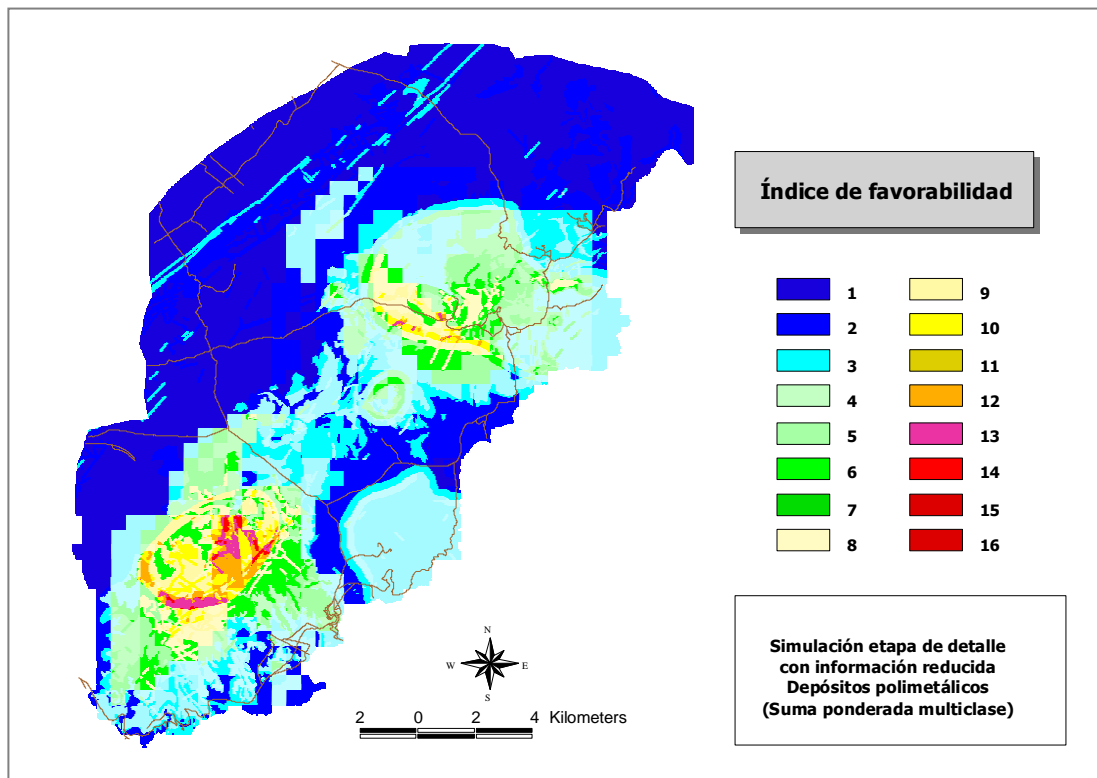 Índice de favorabilidad
1
2
3
4
5
6
7
8
9
10
11
12
13
14
15
16
N
W
E
S
2 0 2 4 Kilometers
Simulación etapa de detalle
con información reducida
Depósitos polimetálicos
(Suma ponderada multiclase)